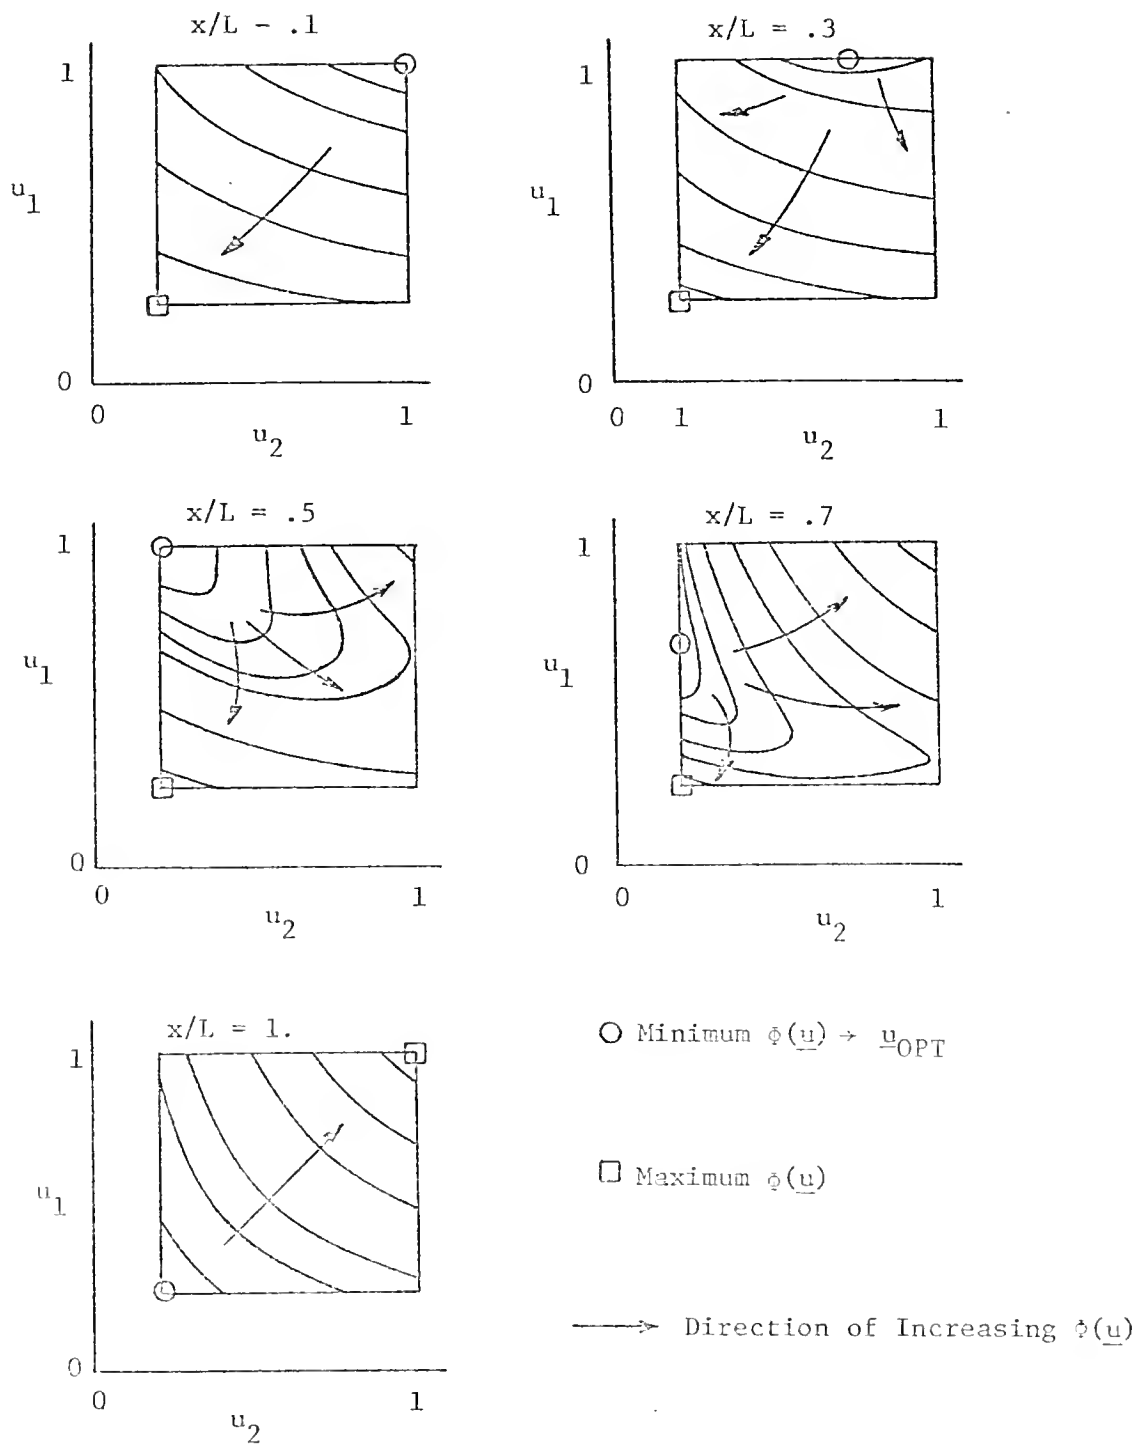 x/L - .1
1
u1
0
0
1
u2
x/L = .3
1
u1
0
0
1
1
u2
x/L = .5
1
u1
0
0
1
u2
x/L = .7
1
u1
0
0
1
u2
x/L = 1.
1
u1
0
0
1
u2
Minimum Φ(u) → uOPT
Maximum Φ(u)
Direction of Increasing Φ(u)